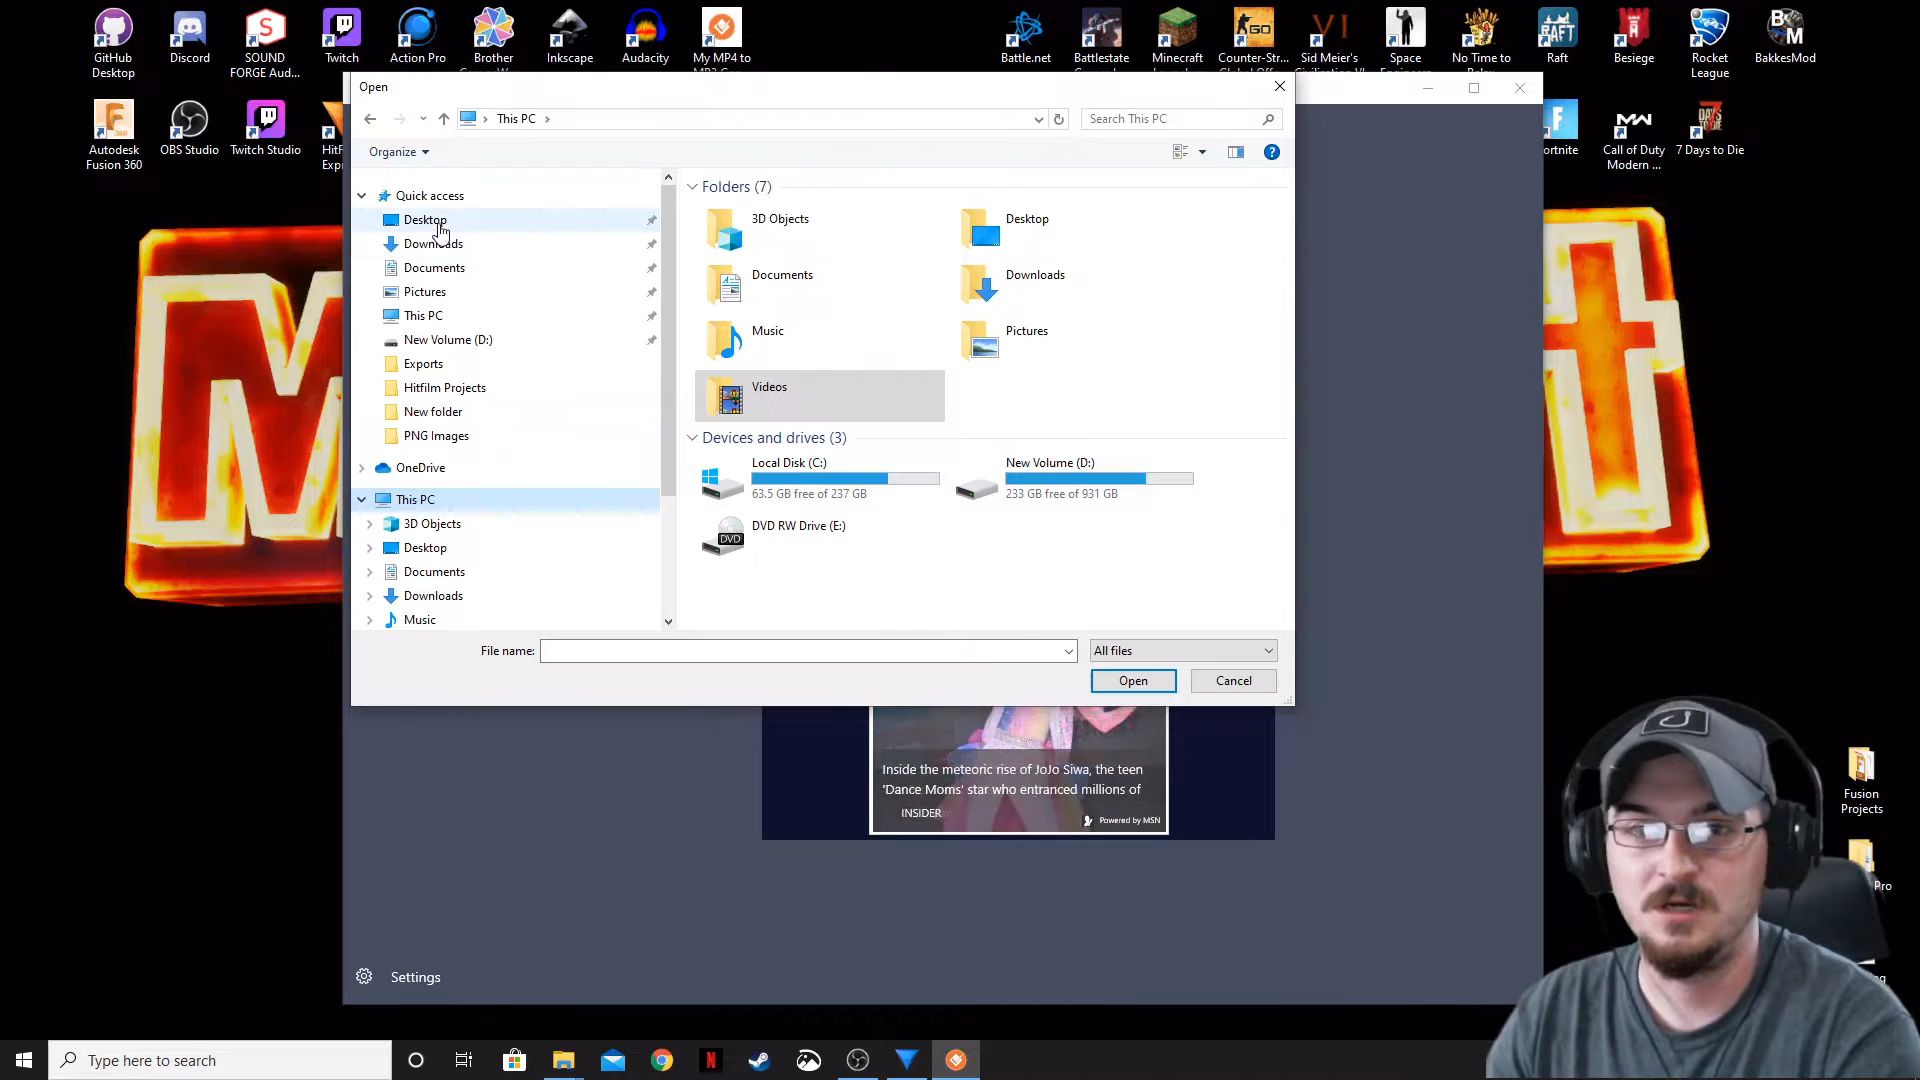 GitHub
Desktop
Discord
SOUND
FORGE Aud...
Twitch
Action Pro
Brother
Inkscape
Audacity
My MP4 to
Battle.net
Battlestate
Minecraft
Counter-Str...
Sid Meier's
Space
No Time to
Raft
Besiege
Rocket
League
BakkesMod
Autodesk
Fusion 360
OBS Studio
Twitch Studio
Call of Duty
Modern ...
7 Days to Die
Open
This PC
Search This PC
Organize
Quick access
Desktop
Downloads
Documents
Pictures
This PC
New Volume (D:)
Exports
Hitfilm Projects
New folder
PNG Images
OneDrive
This PC
3D Objects
Desktop
Documents
Downloads
Music
Folders (7)
3D Objects
Desktop
Documents
Downloads
Music
Pictures
Videos
Devices and drives (3)
Local Disk (C:)
63.5 GB free of 237 GB
New Volume (D:)
233 GB free of 931 GB
DVD
DVD RW Drive (E:)
File name:
All files
Open
Cancel
Inside the meteoric rise of JoJo Siwa, the teen
'Dance Moms' star who entranced millions of
INSIDER
Powered by MSN
Fusion
Projects
Pro
Settings
Type here to search